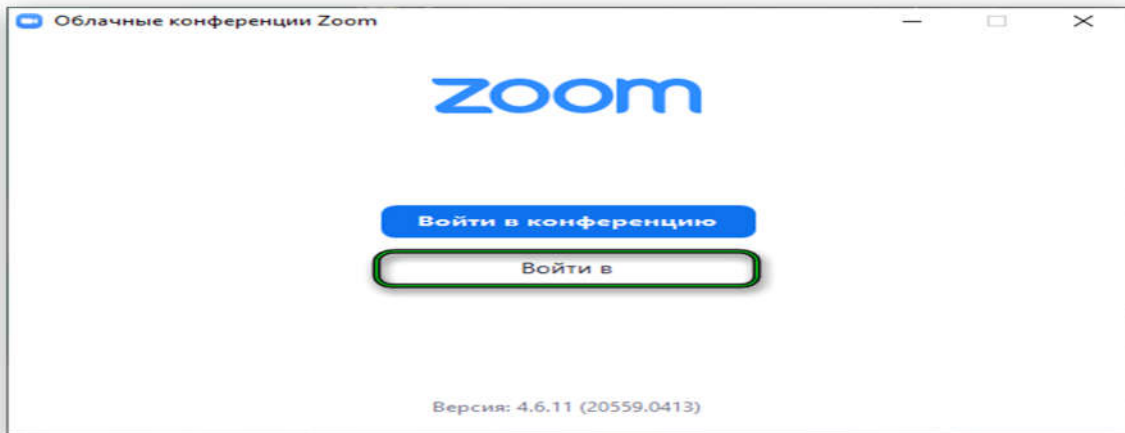 Облачные конференции Zoom
zoom
Войти в конференцию
Войти в
Версия: 4.6.11 (20559.0413)